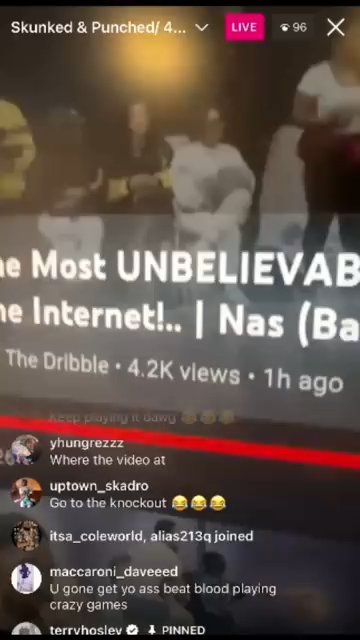 Skunked & Punched/ 4...
LIVE
96
he Most UNBELIEVAB
he Internet!.. | Nas (Ba
The Dribble • 4.2K views • 1h ago
Keep playing it dawg 😂😂😂
yhungrezzz
Where the video at
uptown_skadro
Go to the knockout 😂😂😂
itsa_coleworld, alias213q joined
maccaroni_daveeed
U gone get yo ass beat blood playing
crazy games
terryhosley PINNED